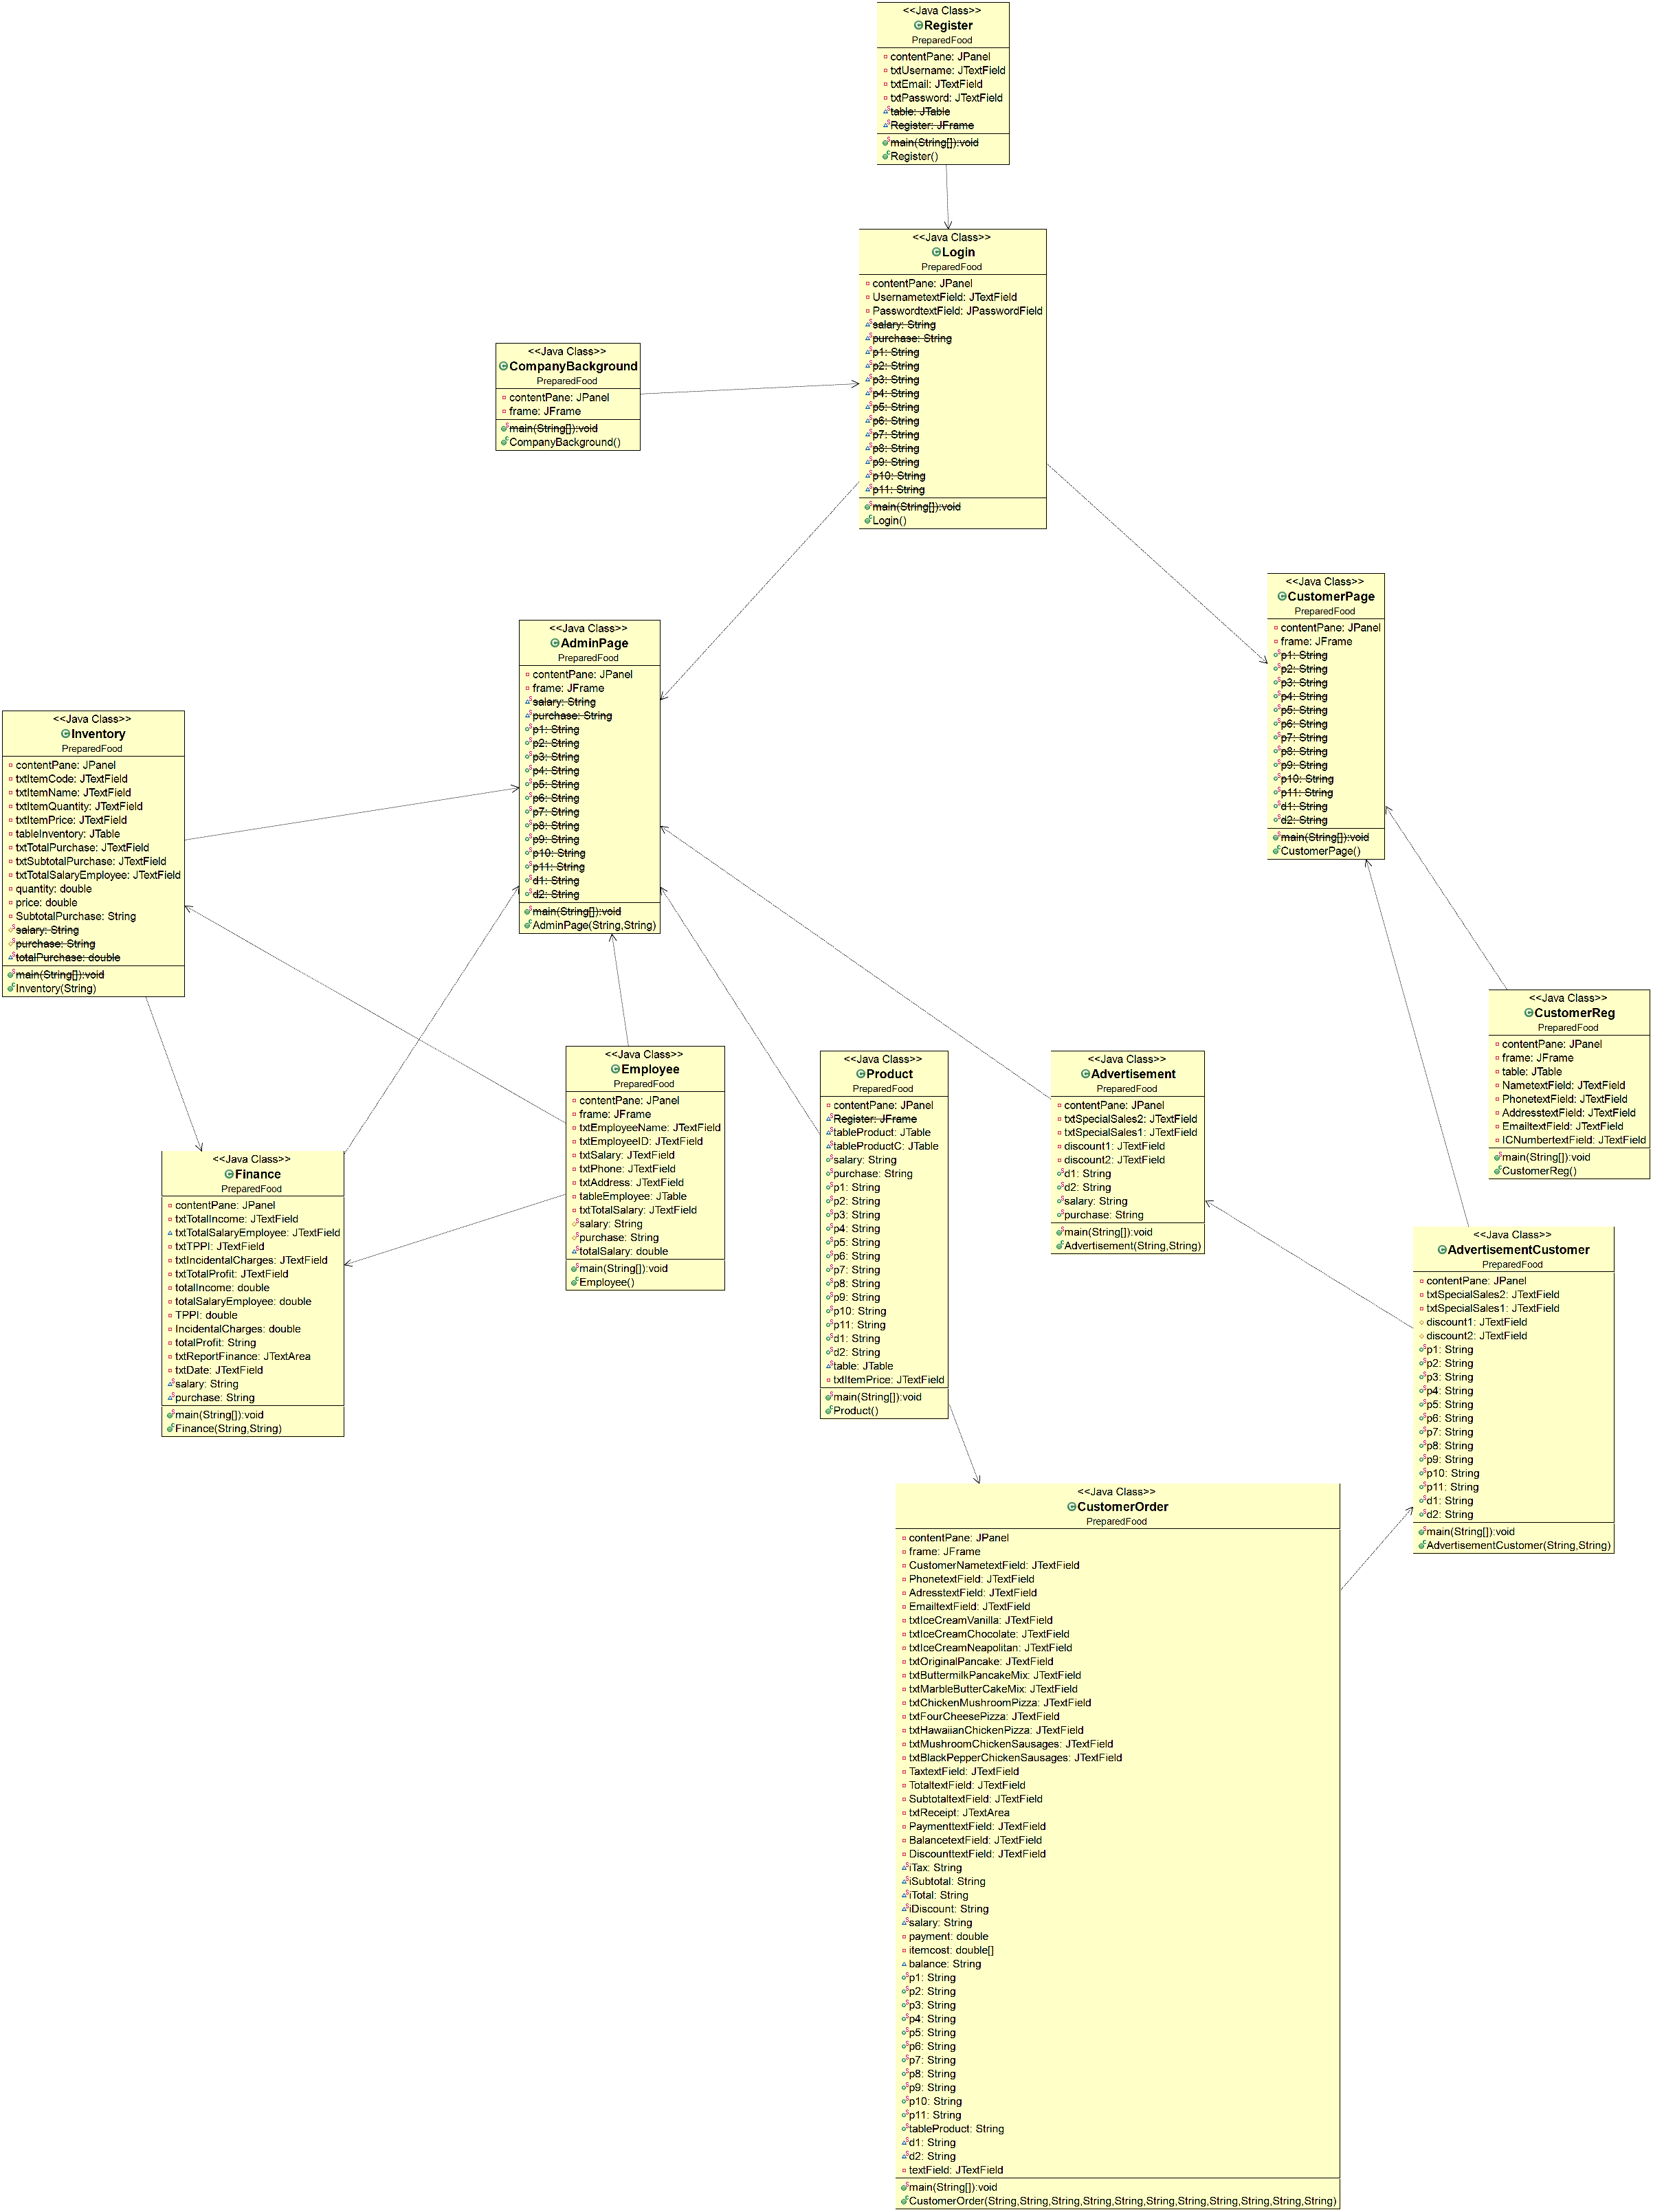 <<Java Class>>
Register
PreparedFood
contentPane: JPanel
txtUsername: JTextField
txtEmail: JTextField
txtPassword: JTextField
table: JTable
Register: JFrame
main(String[]):void
Register()
<<Java Class>>
Login
PreparedFood
contentPane: JPanel
UsernametextField: JTextField
PasswordtextField: JPasswordField
salary: String
purchase: String
p1: String
p2: String
p3: String
p4: String
p5: String
p6: String
p7: String
p8: String
p9: String
p10: String
p11: String
main(String[]):void
Login()
<<Java Class>>
CompanyBackground
PreparedFood
contentPane: JPanel
frame: JFrame
main(String[]):void
CompanyBackground()
<<Java Class>>
CustomerPage
PreparedFood
contentPane: JPanel
frame: JFrame
p1: String
p2: String
p3: String
p4: String
p5: String
p6: String
p7: String
p8: String
p9: String
p10: String
p11: String
d1: String
d2: String
main(String[]):void
CustomerPage()
<<Java Class>>
AdminPage
PreparedFood
contentPane: JPanel
frame: JFrame
salary: String
purchase: String
p1: String
p2: String
p3: String
p4: String
p5: String
p6: String
p7: String
p8: String
p9: String
p10: String
p11: String
d1: String
d2: String
main(String[]):void
AdminPage(String,String)
<<Java Class>>
Inventory
PreparedFood
contentPane: JPanel
txtItemCode: JTextField
txtItemName: JTextField
txtItemQuantity: JTextField
txtItemPrice: JTextField
tableInventory: JTable
txtTotalPurchase: JTextField
txtSubtotalPurchase: JTextField
txtTotalSalaryEmployee: JTextField
quantity: double
price: double
SubtotalPurchase: String
salary: String
purchase: String
totalPurchase: double
main(String[]):void
Inventory(String)
<<Java Class>>
CustomerReg
PreparedFood
contentPane: JPanel
frame: JFrame
table: JTable
NametextField: JTextField
PhonetextField: JTextField
AddresstextField: JTextField
EmailtextField: JTextField
ICNumbertextField: JTextField
main(String[]):void
CustomerReg()
<<Java Class>>
Employee
PreparedFood
contentPane: JPanel
frame: JFrame
txtEmployeeName: JTextField
txtEmployeeID: JTextField
txtSalary: JTextField
txtPhone: JTextField
txtAddress: JTextField
tableEmployee: JTable
txtTotalSalary: JTextField
salary: String
purchase: String
totalSalary: double
main(String[]):void
Employee()
<<Java Class>>
Product
PreparedFood
contentPane: JPanel
Register: JFrame
tableProduct: JTable
tableProductC: JTable
salary: String
purchase: String
p1: String
p2: String
p3: String
p4: String
p5: String
p6: String
p7: String
p8: String
p9: String
p10: String
p11: String
d1: String
d2: String
table: JTable
txtItemPrice: JTextField
main(String[]):void
Product()
<<Java Class>>
Advertisement
PreparedFood
contentPane: JPanel
txtSpecialSales2: JTextField
txtSpecialSales1: JTextField
discount1: JTextField
discount2: JTextField
d1: String
d2: String
salary: String
purchase: String
main(String[]):void
Advertisement(String,String)
<<Java Class>>
Finance
PreparedFood
contentPane: JPanel
txtTotalIncome: JTextField
txtTotalSalaryEmployee: JTextField
txtTPPI: JTextField
txtIncidentalCharges: JTextField
txtTotalProfit: JTextField
totalIncome: double
totalSalaryEmployee: double
TPPI: double
IncidentalCharges: double
totalProfit: String
txtReportFinance: JTextArea
txtDate: JTextField
salary: String
purchase: String
main(String[]):void
Finance(String,String)
<<Java Class>>
AdvertisementCustomer
PreparedFood
contentPane: JPanel
txtSpecialSales2: JTextField
txtSpecialSales1: JTextField
discount1: JTextField
discount2: JTextField
p1: String
p2: String
p3: String
p4: String
p5: String
p6: String
p7: String
p8: String
p9: String
p10: String
p11: String
d1: String
d2: String
main(String[]):void
AdvertisementCustomer(String,String)
<<Java Class>>
CustomerOrder
PreparedFood
contentPane: JPanel
frame: JFrame
CustomerNametextField: JTextField
PhonetextField: JTextField
AdresstextField: JTextField
EmailtextField: JTextField
txtIceCreamVanilla: JTextField
txtIceCreamChocolate: JTextField
txtIceCreamNeapolitan: JTextField
txtOriginalPancake: JTextField
txtButtermilkPancakeMix: JTextField
txtMarbleButterCakeMix: JTextField
txtChickenMushroomPizza: JTextField
txtFourCheesePizza: JTextField
txtHawaiianChickenPizza: JTextField
txtMushroomChickenSausages: JTextField
txtBlackPepperChickenSausages: JTextField
TaxtextField: JTextField
TotaltextField: JTextField
SubtotaltextField: JTextField
txtReceipt: JTextArea
PaymenttextField: JTextField
BalancetextField: JTextField
DiscounttextField: JTextField
iTax: String
iSubtotal: String
iTotal: String
iDiscount: String
salary: String
payment: double
itemcost: double[]
balance: String
p1: String
p2: String
p3: String
p4: String
p5: String
p6: String
p7: String
p8: String
p9: String
p10: String
p11: String
tableProduct: String
d1: String
d2: String
textField: JTextField
main(String[]):void
CustomerOrder(String,String,String,String,String,String,String,String,String,String,String)